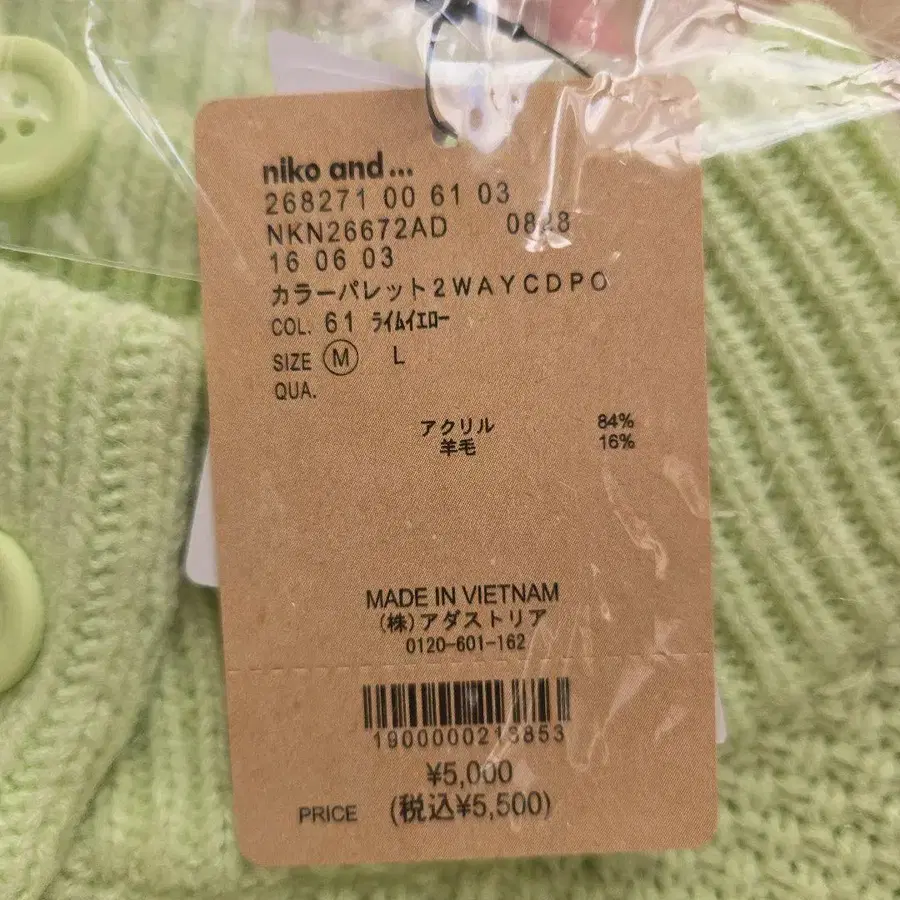 niko and...
268271 00 61 03
NKN26672AD 0828
16 06 03
カラーパレット2WAYCDPO
COL. 61 ﾗｲﾑｲｴﾛｰ
SIZE Ⓜ L
QUA.
アクリル 84%
羊毛 16%
MADE IN VIETNAM
(株)アダストリア
0120-601-162
1900000213853
¥5,000
PRICE (税込¥5,500)